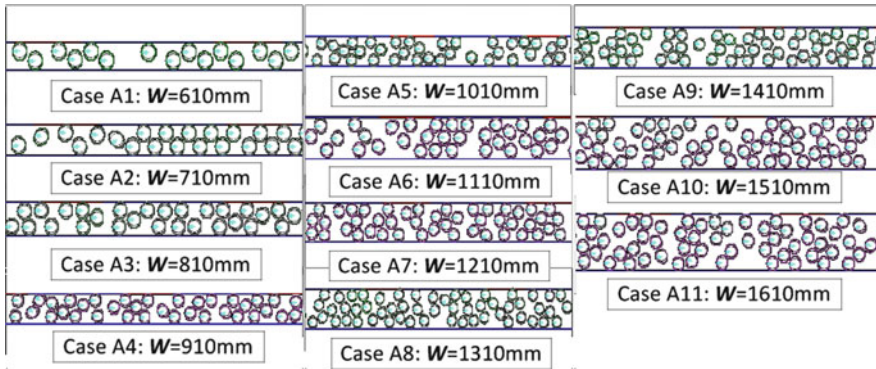 Case A1: W=610mm
Case A2: W=710mm
Case A3: W=810mm
Case A4: W=910mm
Case A5: W=1010mm
Case A6: W=1110mm
Case A7: W=1210mm
Case A8: W=1310mm
Case A9: W=1410mm
Case A10: W=1510mm
Case A11: W=1610mm